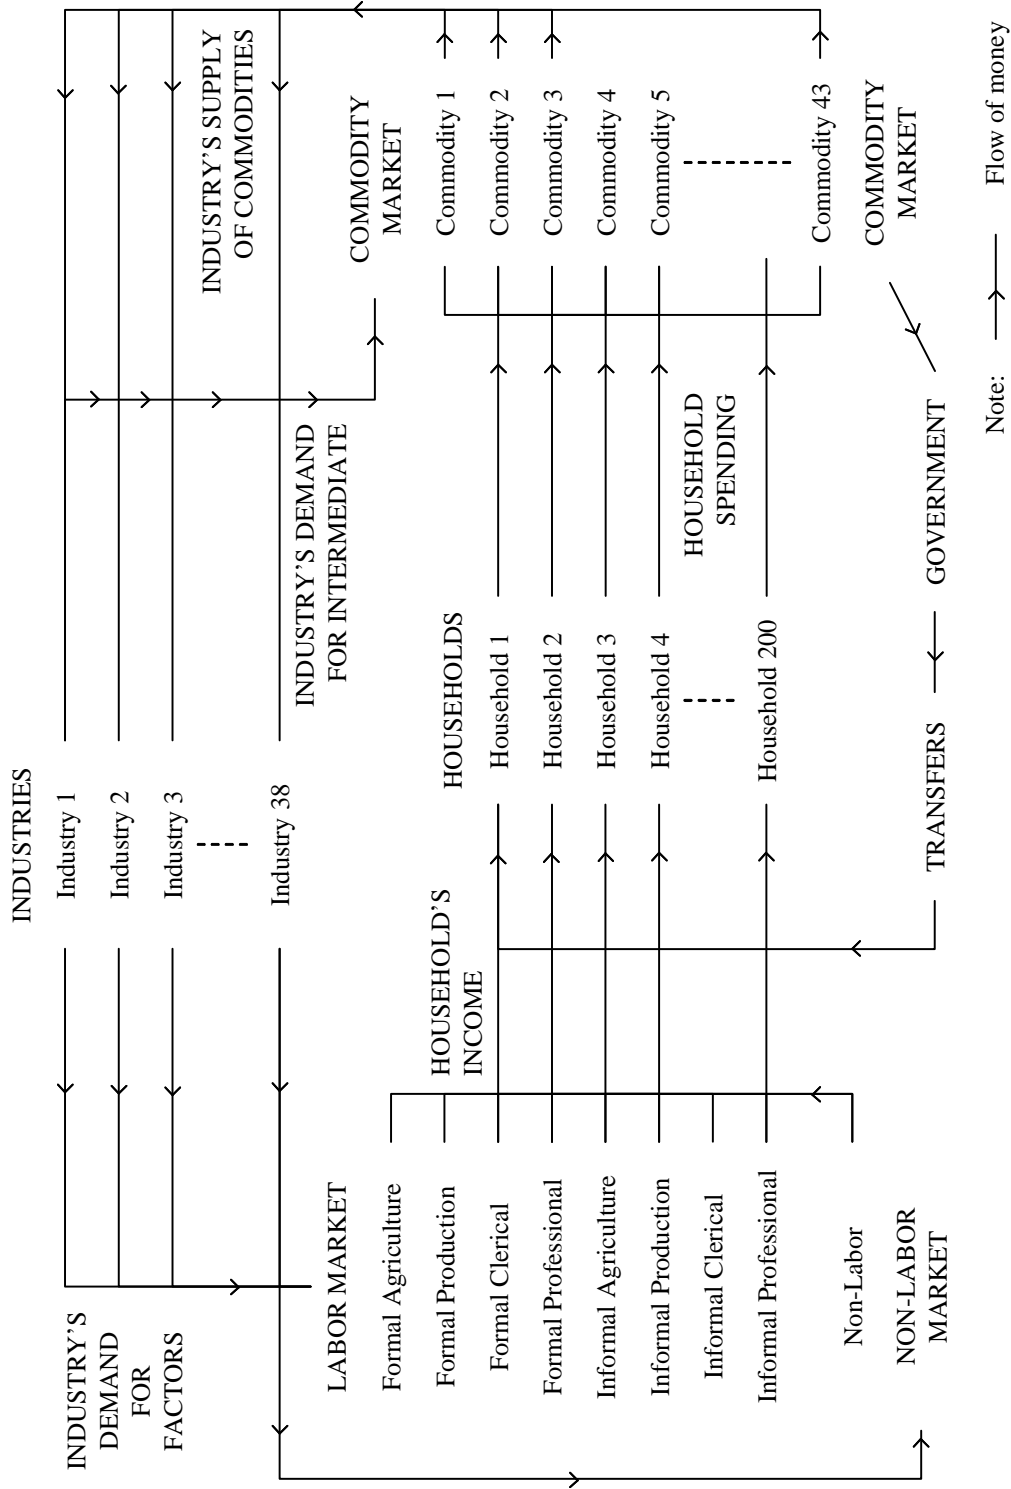 INDUSTRIES
Industry 1
Industry 2
Industry 3
Industry 38
INDUSTRY'S
DEMAND
FOR
FACTORS
INDUSTRY'S SUPPLY
OF COMMODITIES
INDUSTRY'S DEMAND
FOR INTERMEDIATE
LABOR MARKET
Formal Agriculture
Formal Production
Formal Clerical
Formal Professional
Informal Agriculture
Informal Production
Informal Clerical
Informal Professional
Non-Labor
NON-LABOR
MARKET
HOUSEHOLD'S
INCOME
HOUSEHOLDS
Household 1
Household 2
Household 3
Household 4
Household 200
HOUSEHOLD
SPENDING
COMMODITY
MARKET
Commodity 1
Commodity 2
Commodity 3
Commodity 4
Commodity 5
Commodity 43
COMMODITY
MARKET
TRANSFERS
GOVERNMENT
Note:
Flow of money